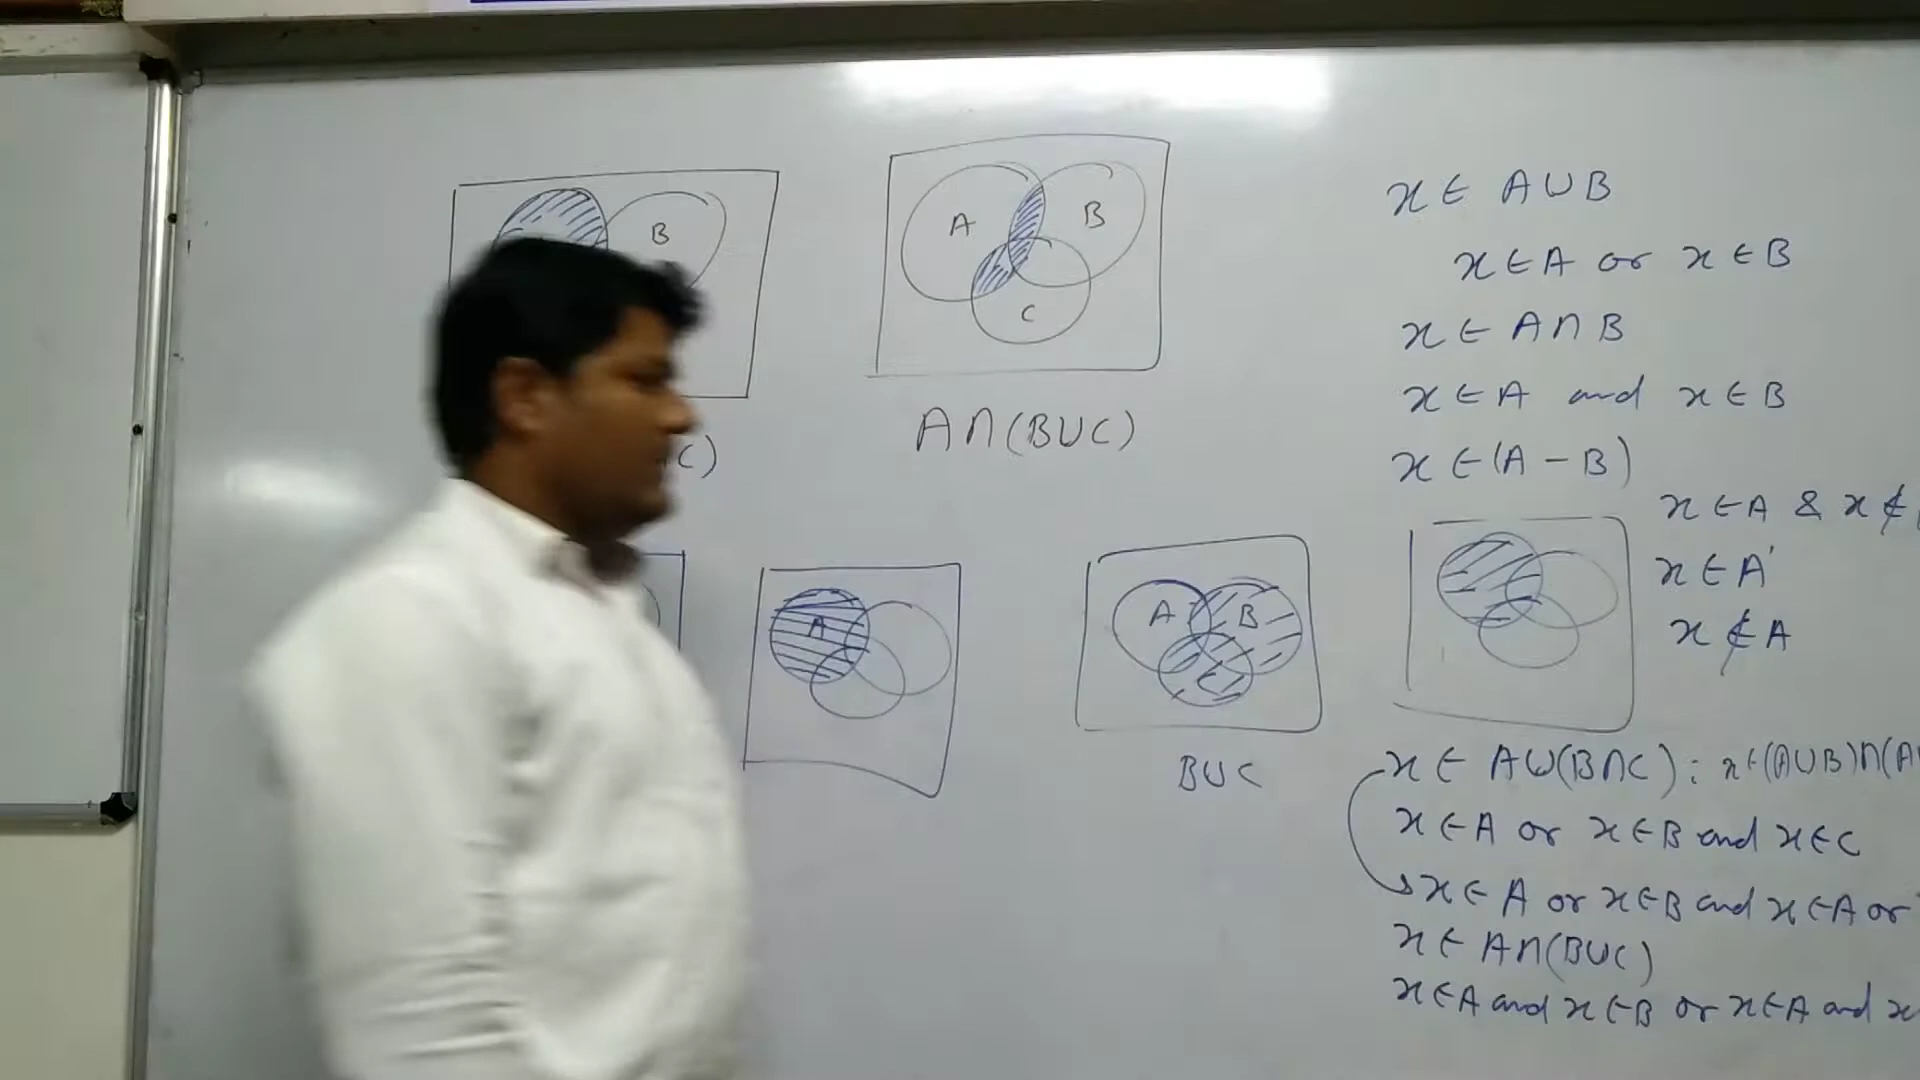 B
C)
A B
C
A∩(B∪C)
A
A B
C
B∪C
x ∈ A∪B
x∈A or x∈B
x ∈ A∩B
x ∈ A and x ∈ B
x ∈ (A - B)
x ∈ A & x ∉
x ∈ A'
x ∉ A
x ∈ A∪(B∩C) : x∈(A∪B)∩(A
x∈A or x∈B and x∈C
x ∈ A or x∈B and x∈A or
x ∈ A∩(B∪C)
x∈A and x∈B or x∈A and x